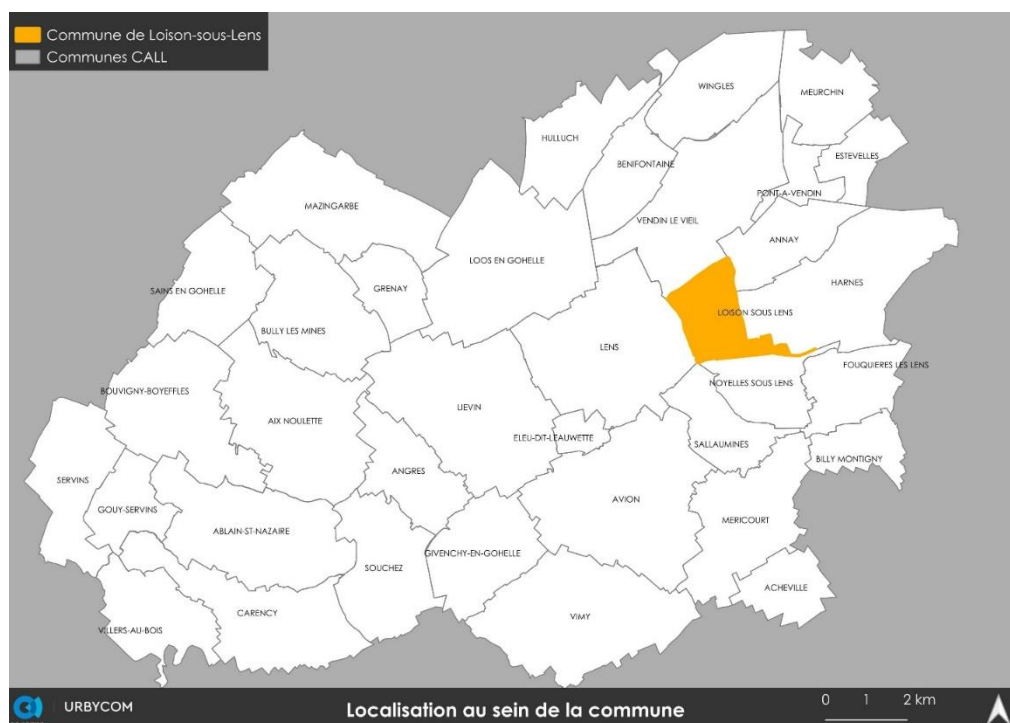 Commune de Loison-sous-Lens
Communes CALL
WINGLES
MEURCHIN
HULLUCH
BENIFONTAINE
ESTEVELLES
PONT-A-VENDIN
MAZINGARBE
VENDIN LE VIEIL
ANNAY
LOOS EN GOHELLE
HARNES
SAINS EN GOHELLE
GRENAY
LOISON SOUS LENS
BULLY LES MINES
LENS
FOUQUIERES LES LENS
BOUVIGNY-BOYEFFLES
NOYELLES SOUS LENS
LIEVIN
AIX NOULETTE
ELEU-DIT-LEAUWETTE
SALLAUMINES
BILLY MONTIGNY
ANGRES
SERVINS
AVION
GOUY-SERVINS
MERICOURT
ABLAIN-ST-NAZAIRE
GIVENCHY-EN-GOHELLE
SOUCHEZ
ACHEVILLE
CARENCY
VIMY
VILLERS-AU-BOIS
URBYCOM
Localisation au sein de la commune
0 1 2 km